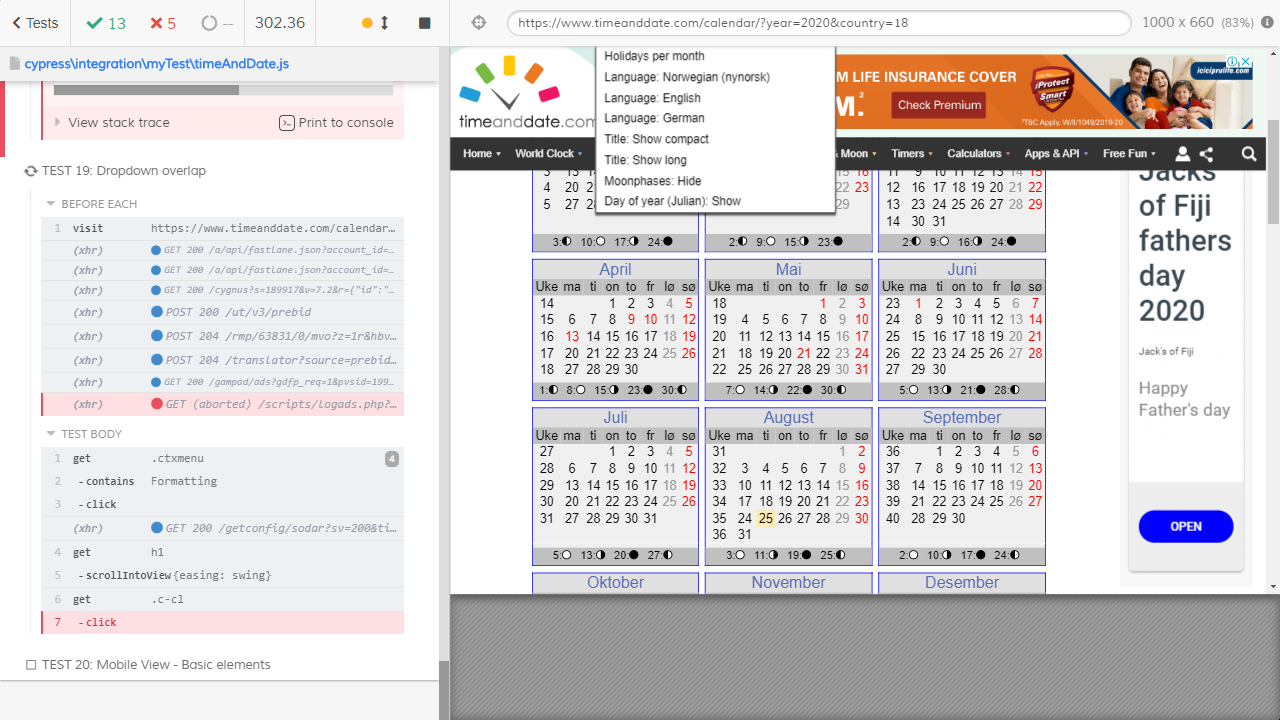 Tests
13
5
--
302.36
https://www.timeanddate.com/calendar/?year=2020&country=18
1000 x 660 (83%)
cypress\integration\myTest\timeAndDate.js
View stack trace
Print to console
TEST 19: Dropdown overlap
BEFORE EACH
1 visit https://www.timeanddate.com/calendar…
(xhr) GET 200 /a/api/fastlane.json?account_id=…
(xhr) GET 200 /a/api/fastlane.json?account_id=…
(xhr) GET 200 /cygnus?s=189917&v=7.2&r={"id":"…
(xhr) POST 200 /ut/v3/prebid
(xhr) POST 204 /rmp/63831/0/mvo?z=1r&hbv…
(xhr) POST 204 /translator?source=prebid…
(xhr) GET 200 /gampad/ads?gdfp_req=1&pvsid=199…
(xhr) GET (aborted) /scripts/logads.php?…
TEST BODY
1 get .ctxmenu 4
2 -contains Formatting
3 -click
(xhr) GET 200 /getconfig/sodar?sv=200&ti…
4 get h1
5 -scrollIntoView {easing: swing}
6 get .c-cl
7 -click
TEST 20: Mobile View - Basic elements
timeanddate.com
Holidays per month
Language: Norwegian (nynorsk)
Language: English
Language: German
Title: Show compact
Title: Show long
Moonphases: Hide
Day of year (Julian): Show
M LIFE INSURANCE COVER
M.²
Check Premium
iProtect Smart
iciciprulife.com
*T&C Apply. W/II/1049/2019-20
Home World Clock & Moon Timers Calculators Apps & API Free Fun
15 16
4 20 22 23 12 16 17 18 19 20 21 22
5 27 29 13 23 24 25 26 27 28 29
14 30 31
3: 10: 17: 24: 2: 9: 15: 23: 2: 9: 16: 24:
April
Uke ma ti on to fr lø sø
14 1 2 3 4 5
15 6 7 8 9 10 11 12
16 13 14 15 16 17 18 19
17 20 21 22 23 24 25 26
18 27 28 29 30
1: 8: 15: 23: 30:
Mai
Uke ma ti on to fr lø sø
18 1 2 3
19 4 5 6 7 8 9 10
20 11 12 13 14 15 16 17
21 18 19 20 21 22 23 24
22 25 26 27 28 29 30 31
7: 14: 22: 30:
Juni
Uke ma ti on to fr lø sø
23 1 2 3 4 5 6 7
24 8 9 10 11 12 13 14
25 15 16 17 18 19 20 21
26 22 23 24 25 26 27 28
27 29 30
5: 13: 21: 28:
Juli
Uke ma ti on to fr lø sø
27 1 2 3 4 5
28 6 7 8 9 10 11 12
29 13 14 15 16 17 18 19
30 20 21 22 23 24 25 26
31 27 28 29 30 31
5: 13: 20: 27:
August
Uke ma ti on to fr lø sø
31 1 2
32 3 4 5 6 7 8 9
33 10 11 12 13 14 15 16
34 17 18 19 20 21 22 23
35 24 25 26 27 28 29 30
36 31
3: 11: 19: 25:
September
Uke ma ti on to fr lø sø
36 1 2 3 4 5 6
37 7 8 9 10 11 12 13
38 14 15 16 17 18 19 20
39 21 22 23 24 25 26 27
40 28 29 30
2: 10: 17: 24:
Oktober
November
Desember
Jacks
of Fiji
fathers
day
2020
Jack's of Fiji
Happy
Father's day
OPEN